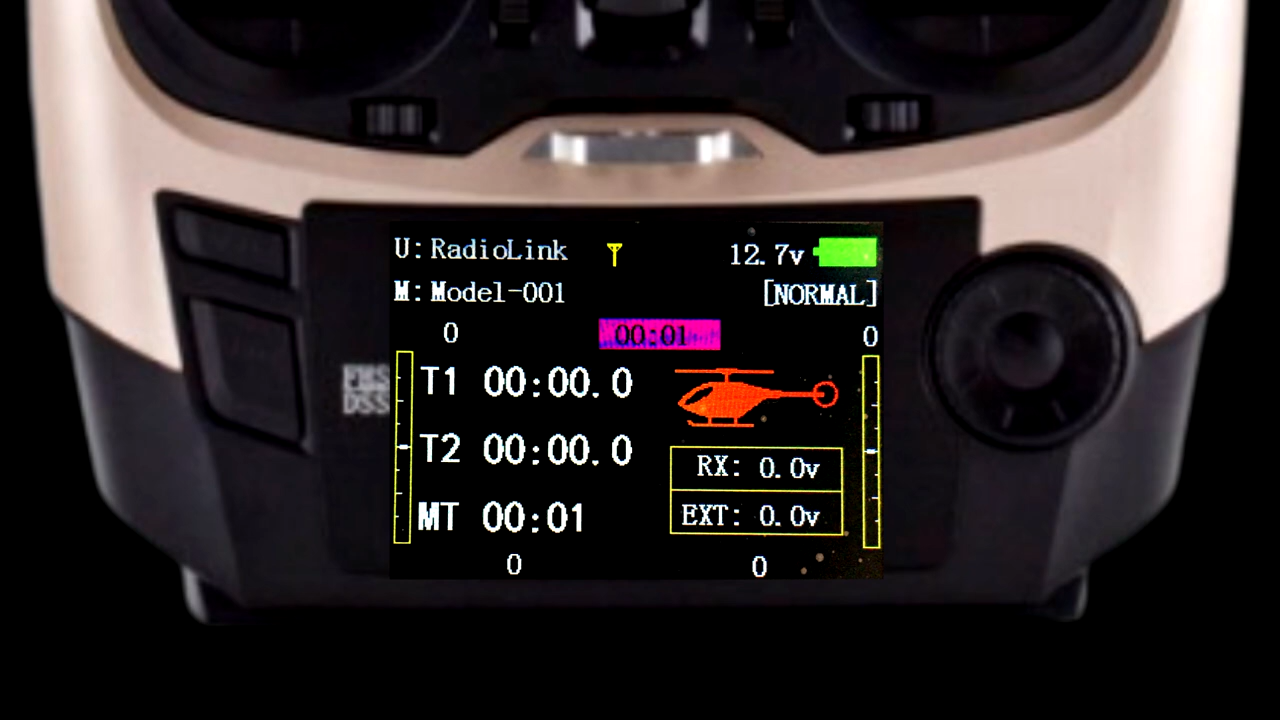 U: RadioLink 12.7v
M: Model-001 [NORMAL]
0 00:01 0
T1 00:00.0
T2 00:00.0
RX: 0.0v
MT 00:01
EXT: 0.0v
0 0